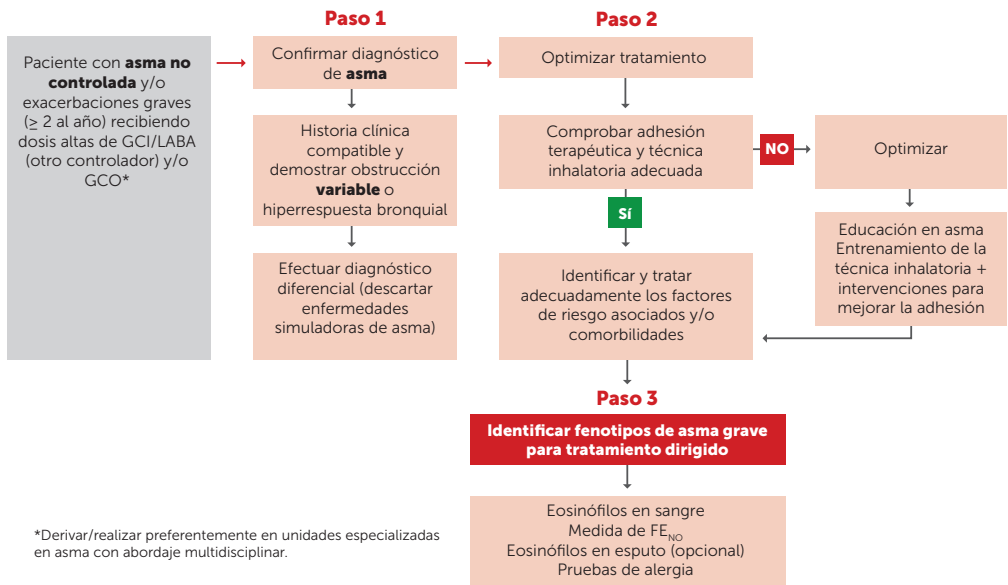 Paso 1
Paso 2
Paciente con asma no
controlada y/o
exacerbaciones graves
(≥ 2 al año) recibiendo
dosis altas de GCI/LABA
(otro controlador) y/o
GCO*
Confirmar diagnóstico
de asma
Historia clínica
compatible y
demostrar obstrucción
variable o
hiperrespuesta bronquial
Efectuar diagnóstico
diferencial (descartar
enfermedades
simuladoras de asma)
Optimizar tratamiento
Comprobar adhesión
terapéutica y técnica
inhalatoria adecuada
NO
Optimizar
Sí
Educación en asma
Entrenamiento de la
técnica inhalatoria +
intervenciones para
mejorar la adhesión
Identificar y tratar
adecuadamente los factores
de riesgo asociados y/o
comorbilidades
Paso 3
Identificar fenotipos de asma grave
para tratamiento dirigido
Eosinófilos en sangre
Medida de FENO
Eosinófilos en esputo (opcional)
Pruebas de alergia
*Derivar/realizar preferentemente en unidades especializadas
en asma con abordaje multidisciplinar.